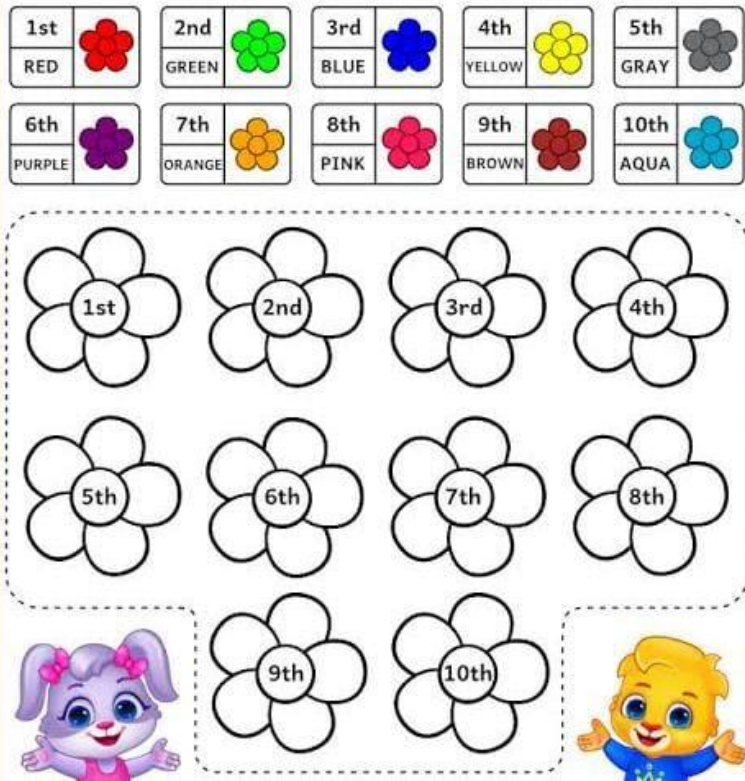 1st
RED
2nd
GREEN
3rd
BLUE
4th
YELLOW
5th
GRAY
6th
PURPLE
7th
ORANGE
8th
PINK
9th
BROWN
10th
AQUA
1st
2nd
3rd
4th
5th
6th
7th
8th
9th
10th